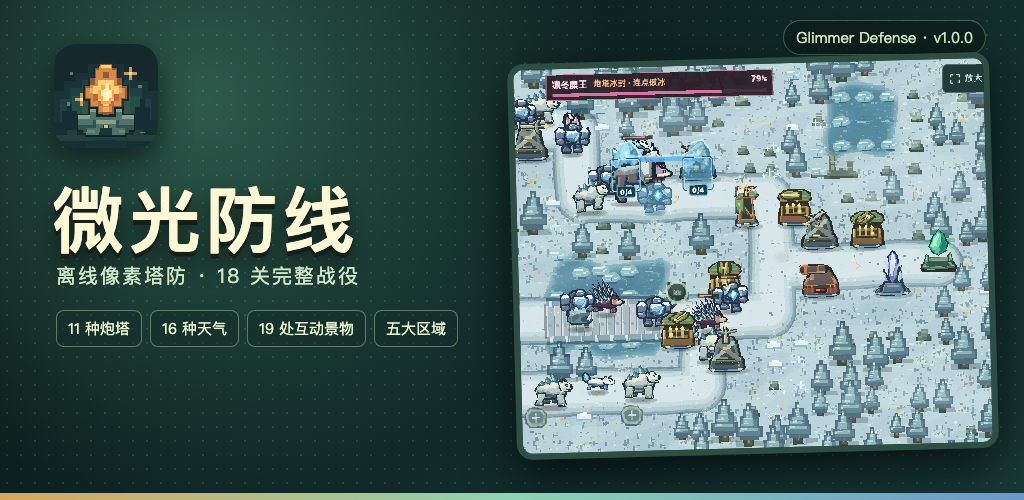 Glimmer Defense · v1.0.0
凛冬魔王 炮塔冰封·连点破冰 79%
放大
0/4 0/4
微光防线
离线像素塔防 · 18 关完整战役
11 种炮塔 16 种天气 19 处互动景物 五大区域